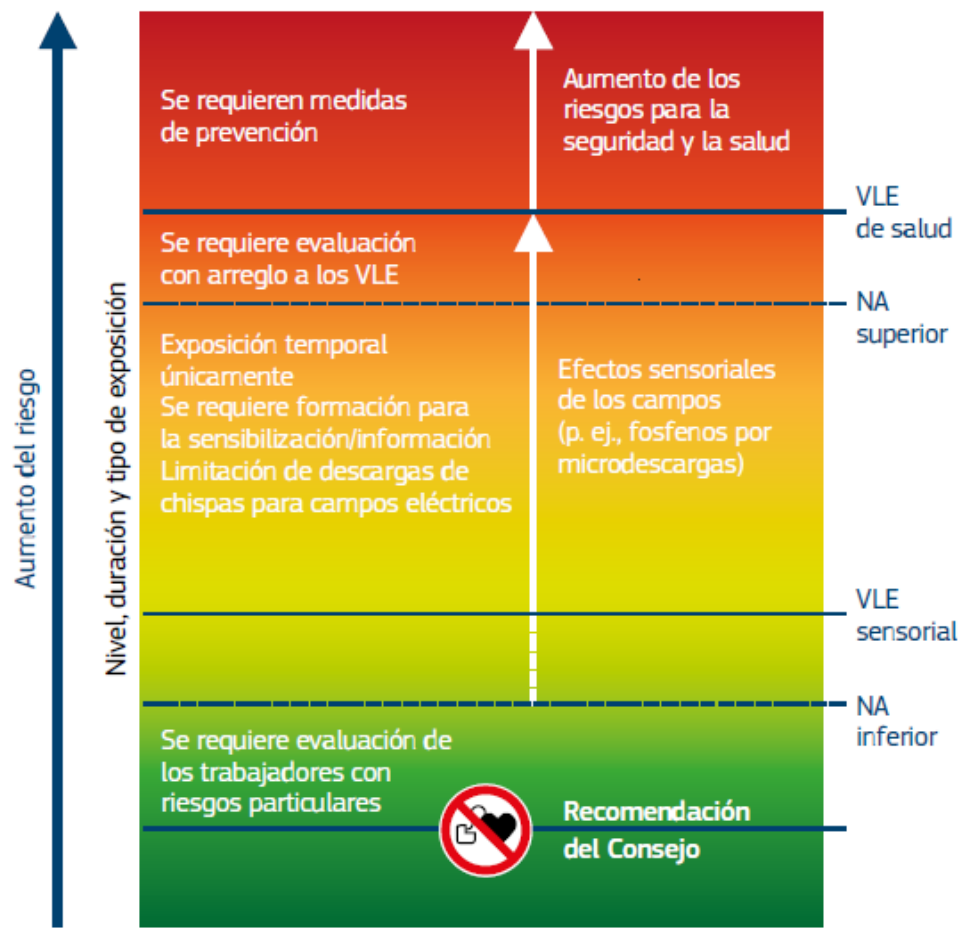 Aumento del riesgo
Nivel, duración y tipo de exposición
Se requieren medidas
de prevención
Aumento de los
riesgos para la
seguridad y la salud
VLE
de salud
Se requiere evaluación
con arreglo a los VLE
NA
superior
Exposición temporal
únicamente
Se requiere formación para
la sensibilización/información
Limitación de descargas de
chispas para campos eléctricos
Efectos sensoriales
de los campos
(p. ej., fosfenos por
microdescargas)
VLE
sensorial
NA
inferior
Se requiere evaluación de
los trabajadores con
riesgos particulares
Recomendación
del Consejo